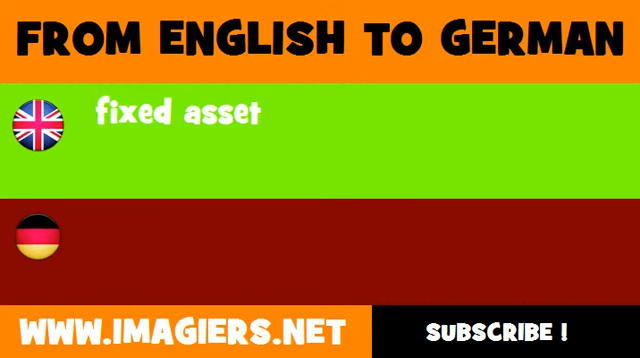 FROM ENGLISH TO GERMAN
fixed asset
WWW.IMAGIERS.NET
SUBSCRIBE !